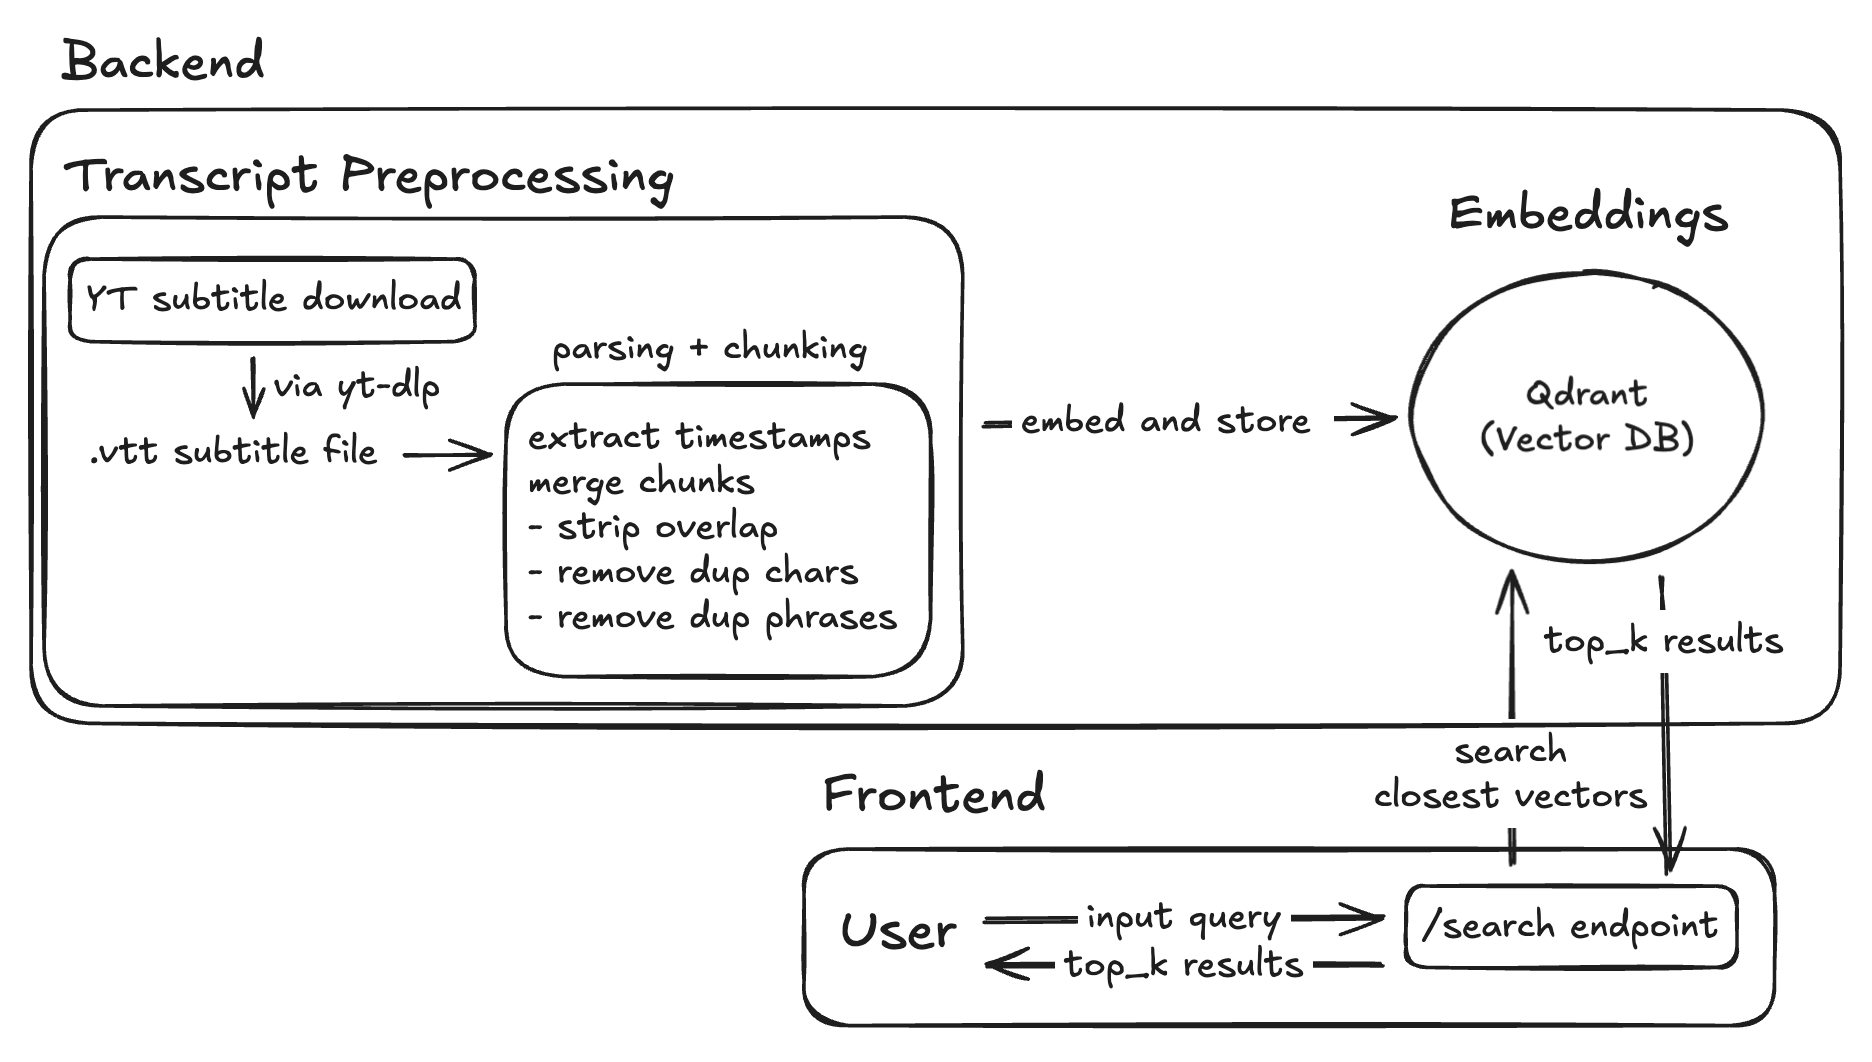 Backend
Transcript Preprocessing
YT subtitle download
via yt-dlp
.vtt subtitle file
parsing + chunking
extract timestamps
merge chunks
- strip overlap
- remove dup chars
- remove dup phrases
embed and store
Embeddings
Qdrant
(Vector DB)
top_k results
search
closest vectors
Frontend
User
input query
top_k results
/search endpoint